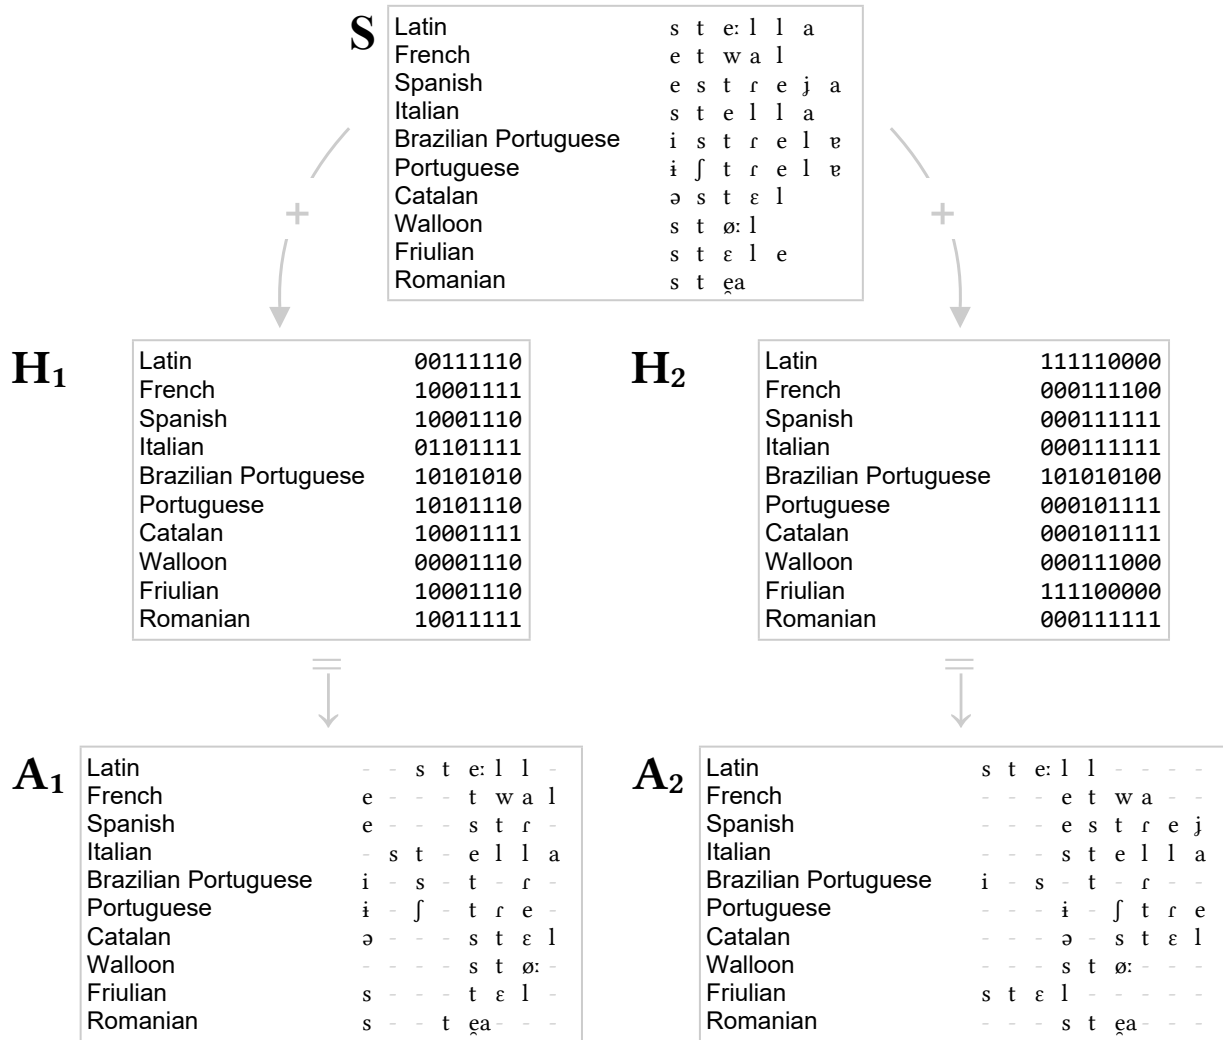 S
Latin s t eː l l a
French e t w a l
Spanish e s t ɾ e ʝ a
Italian s t e l l a
Brazilian Portuguese i s t ɾ e l ɐ
Portuguese ɨ ʃ t ɾ e l ɐ
Catalan ə s t ɛ l
Walloon s t øː l
Friulian s t ɛ l e
Romanian s t e̯a
+ +
H₁
Latin 00111110
French 10001111
Spanish 10001110
Italian 01101111
Brazilian Portuguese 10101010
Portuguese 10101110
Catalan 10001111
Walloon 00001110
Friulian 10001110
Romanian 10011111
H₂
Latin 111110000
French 000111100
Spanish 000111111
Italian 000111111
Brazilian Portuguese 101010100
Portuguese 000101111
Catalan 000101111
Walloon 000111000
Friulian 111100000
Romanian 000111111
A₁
Latin - - s t eː l l -
French e - - - t w a l
Spanish e - - - s t ɾ -
Italian - s t - e l l a
Brazilian Portuguese i - s - t - ɾ -
Portuguese ɨ - ʃ - t ɾ e -
Catalan ə - - - s t ɛ l
Walloon - - - - s t øː -
Friulian s - - - t ɛ l -
Romanian s - - t e̯a - - -
A₂
Latin s t eː l l - - - -
French - - - e t w a - -
Spanish - - - e s t ɾ e ʝ
Italian - - - s t e l l a
Brazilian Portuguese i - s - t - ɾ - -
Portuguese - - - ɨ - ʃ t ɾ e
Catalan - - - ə - s t ɛ l
Walloon - - - s t øː - - -
Friulian s t ɛ l - - - - -
Romanian - - - s t e̯a - - -